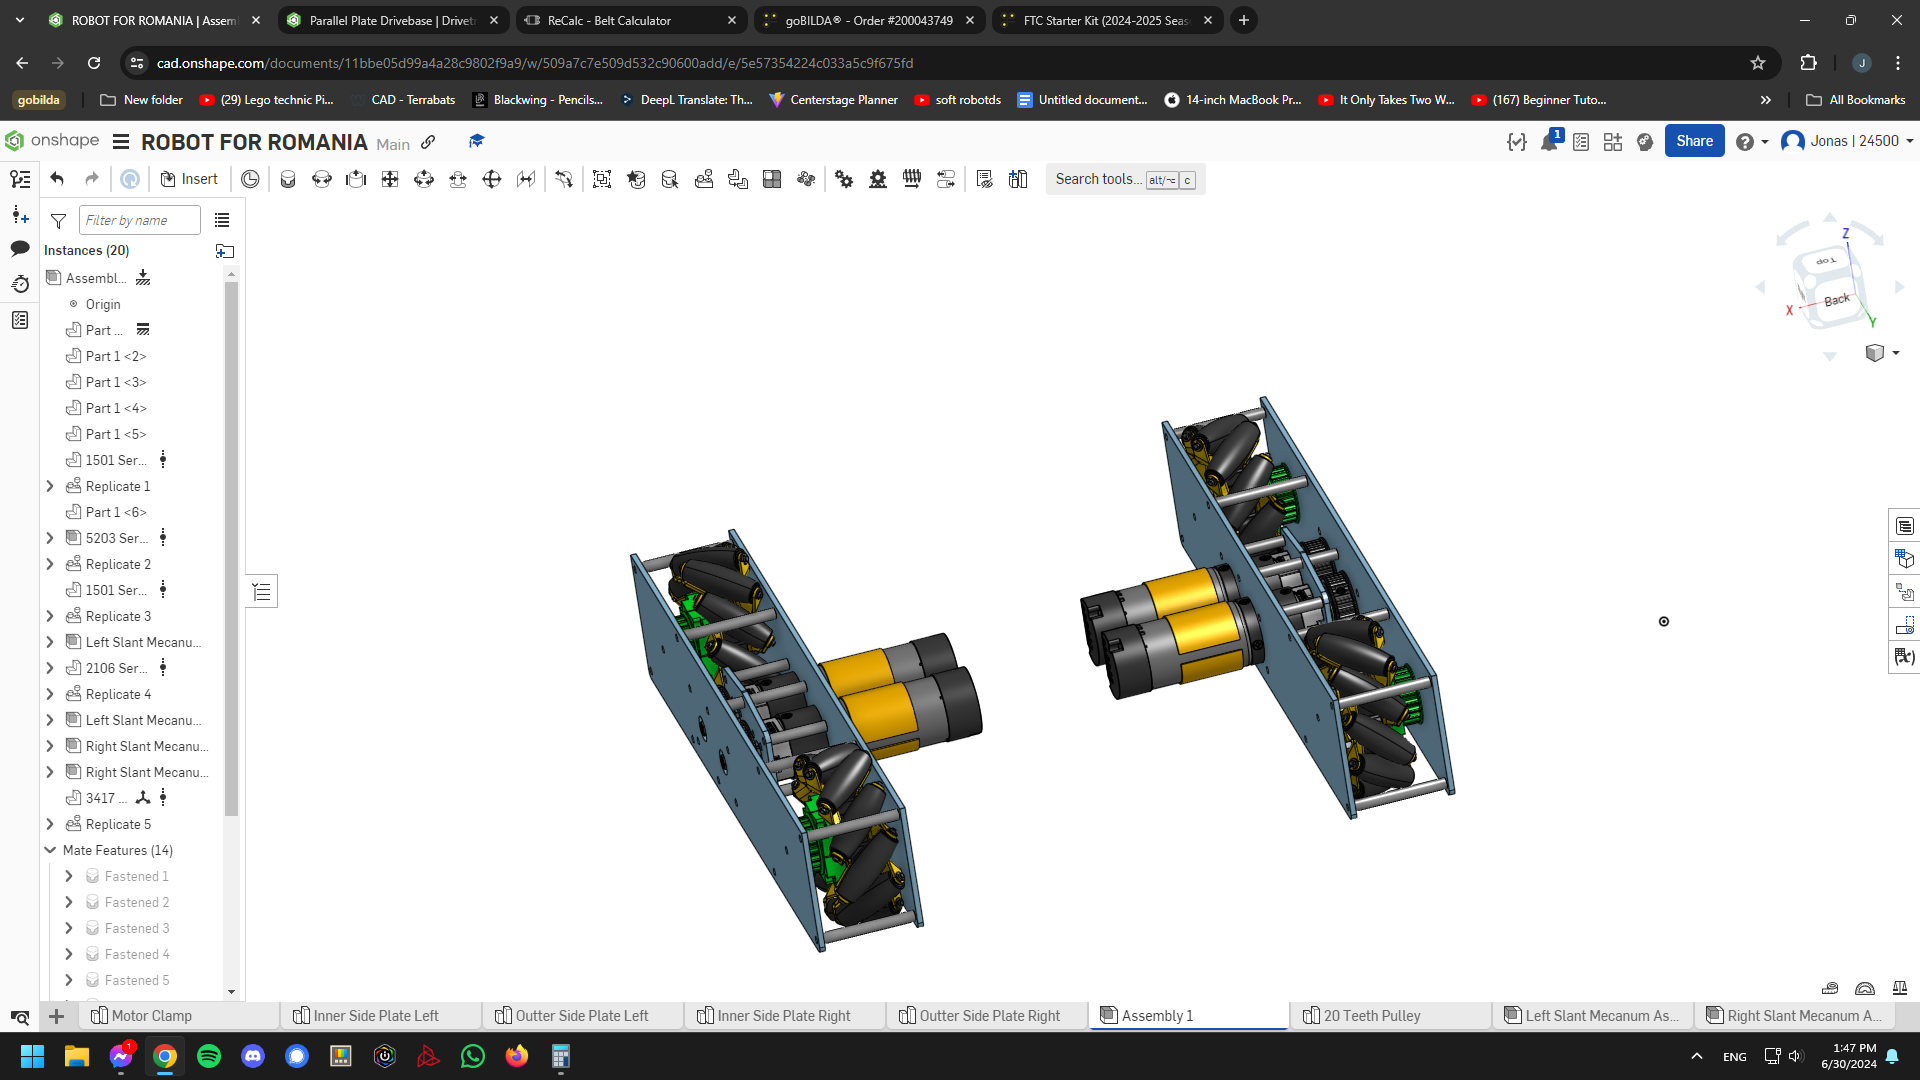 ROBOT FOR ROMANIA | Assem
Parallel Plate Drivebase | Drivet
ReCalc - Belt Calculator
goBILDA® - Order #200043749
FTC Starter Kit (2024-2025 Seas
cad.onshape.com/documents/11bbe05d99a4a28c9802f9a9/w/509a7c7e509d532c90600add/e/5e57354224c033a5c9f675fd
J
gobilda
New folder
(29) Lego technic Pi...
CAD - Terrabats
Blackwing - Pencils...
DeepL Translate: Th...
Centerstage Planner
soft robotds
Untitled document...
14-inch MacBook Pr...
It Only Takes Two W...
(167) Beginner Tuto...
All Bookmarks
onshape
ROBOT FOR ROMANIA Main
1
Share
Jonas | 24500
Insert
Search tools... alt/⌥ c
Filter by name
Instances (20)
Assembl...
Origin
Part ...
Part 1 <2>
Part 1 <3>
Part 1 <4>
Part 1 <5>
1501 Ser...
Replicate 1
Part 1 <6>
5203 Ser...
Replicate 2
1501 Ser...
Replicate 3
Left Slant Mecanu...
2106 Ser...
Replicate 4
Left Slant Mecanu...
Right Slant Mecanu...
Right Slant Mecanu...
3417 ...
Replicate 5
Mate Features (14)
Fastened 1
Fastened 2
Fastened 3
Fastened 4
Fastened 5
Z
Top
Back
X
Y
Motor Clamp
Inner Side Plate Left
Outter Side Plate Left
Inner Side Plate Right
Outter Side Plate Right
Assembly 1
20 Teeth Pulley
Left Slant Mecanum As...
Right Slant Mecanum A...
1
ENG
1:47 PM
6/30/2024